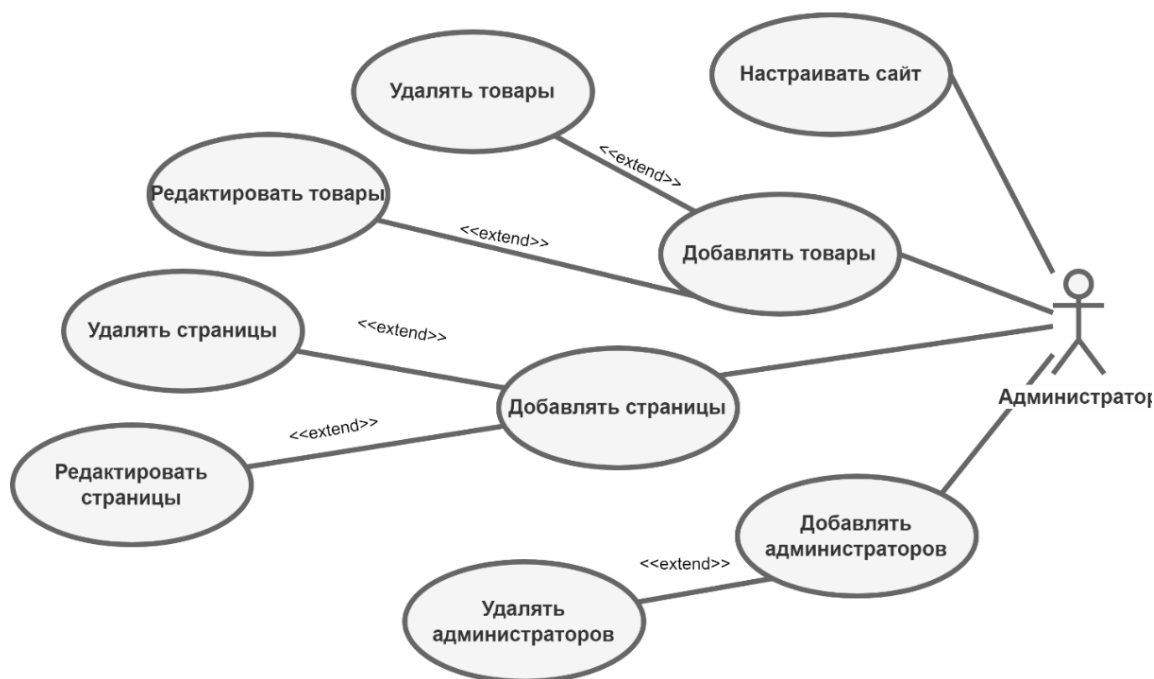 Настраивать сайт
Удалять товары
<<extend>>
Редактировать товары
<<extend>>
Добавлять товары
Удалять страницы
<<extend>>
Администратор
Добавлять страницы
<<extend>>
Редактировать
страницы
Добавлять
администраторов
<<extend>>
Удалять
администраторов